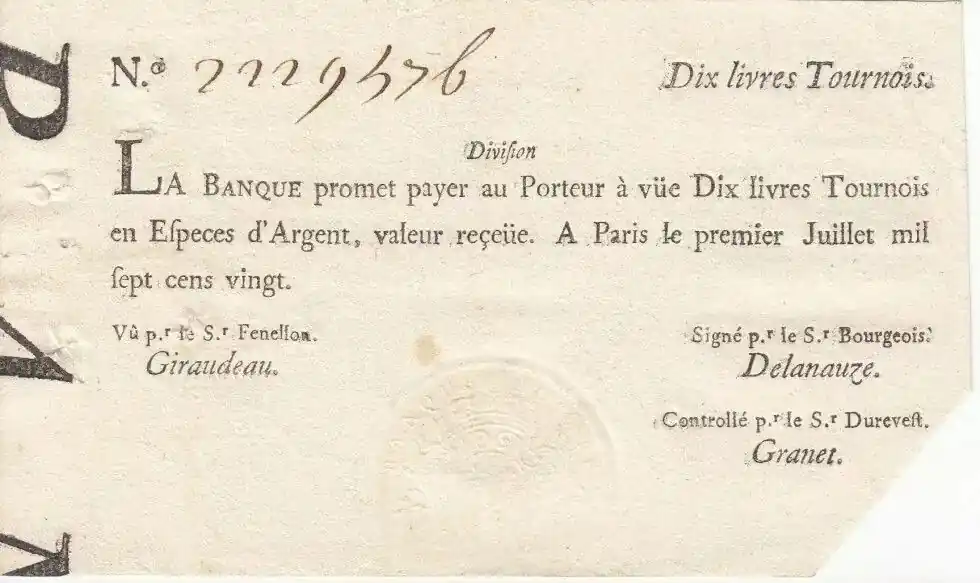 N.º 2229576 Dix livres Tournois.
Division
LA BANQUE promet payer au Porteur à vüe Dix livres Tournois
en Eſpeces d'Argent, valeur reçeüe. A Paris le premier Juillet mil
ſept cens vingt.
Vû p.r le S.r Fenellon. Signé p.r le S.r Bourgeois.
Giraudeau. Delanauze.
Controllé p.r le S.r Dureveſt.
Granet.